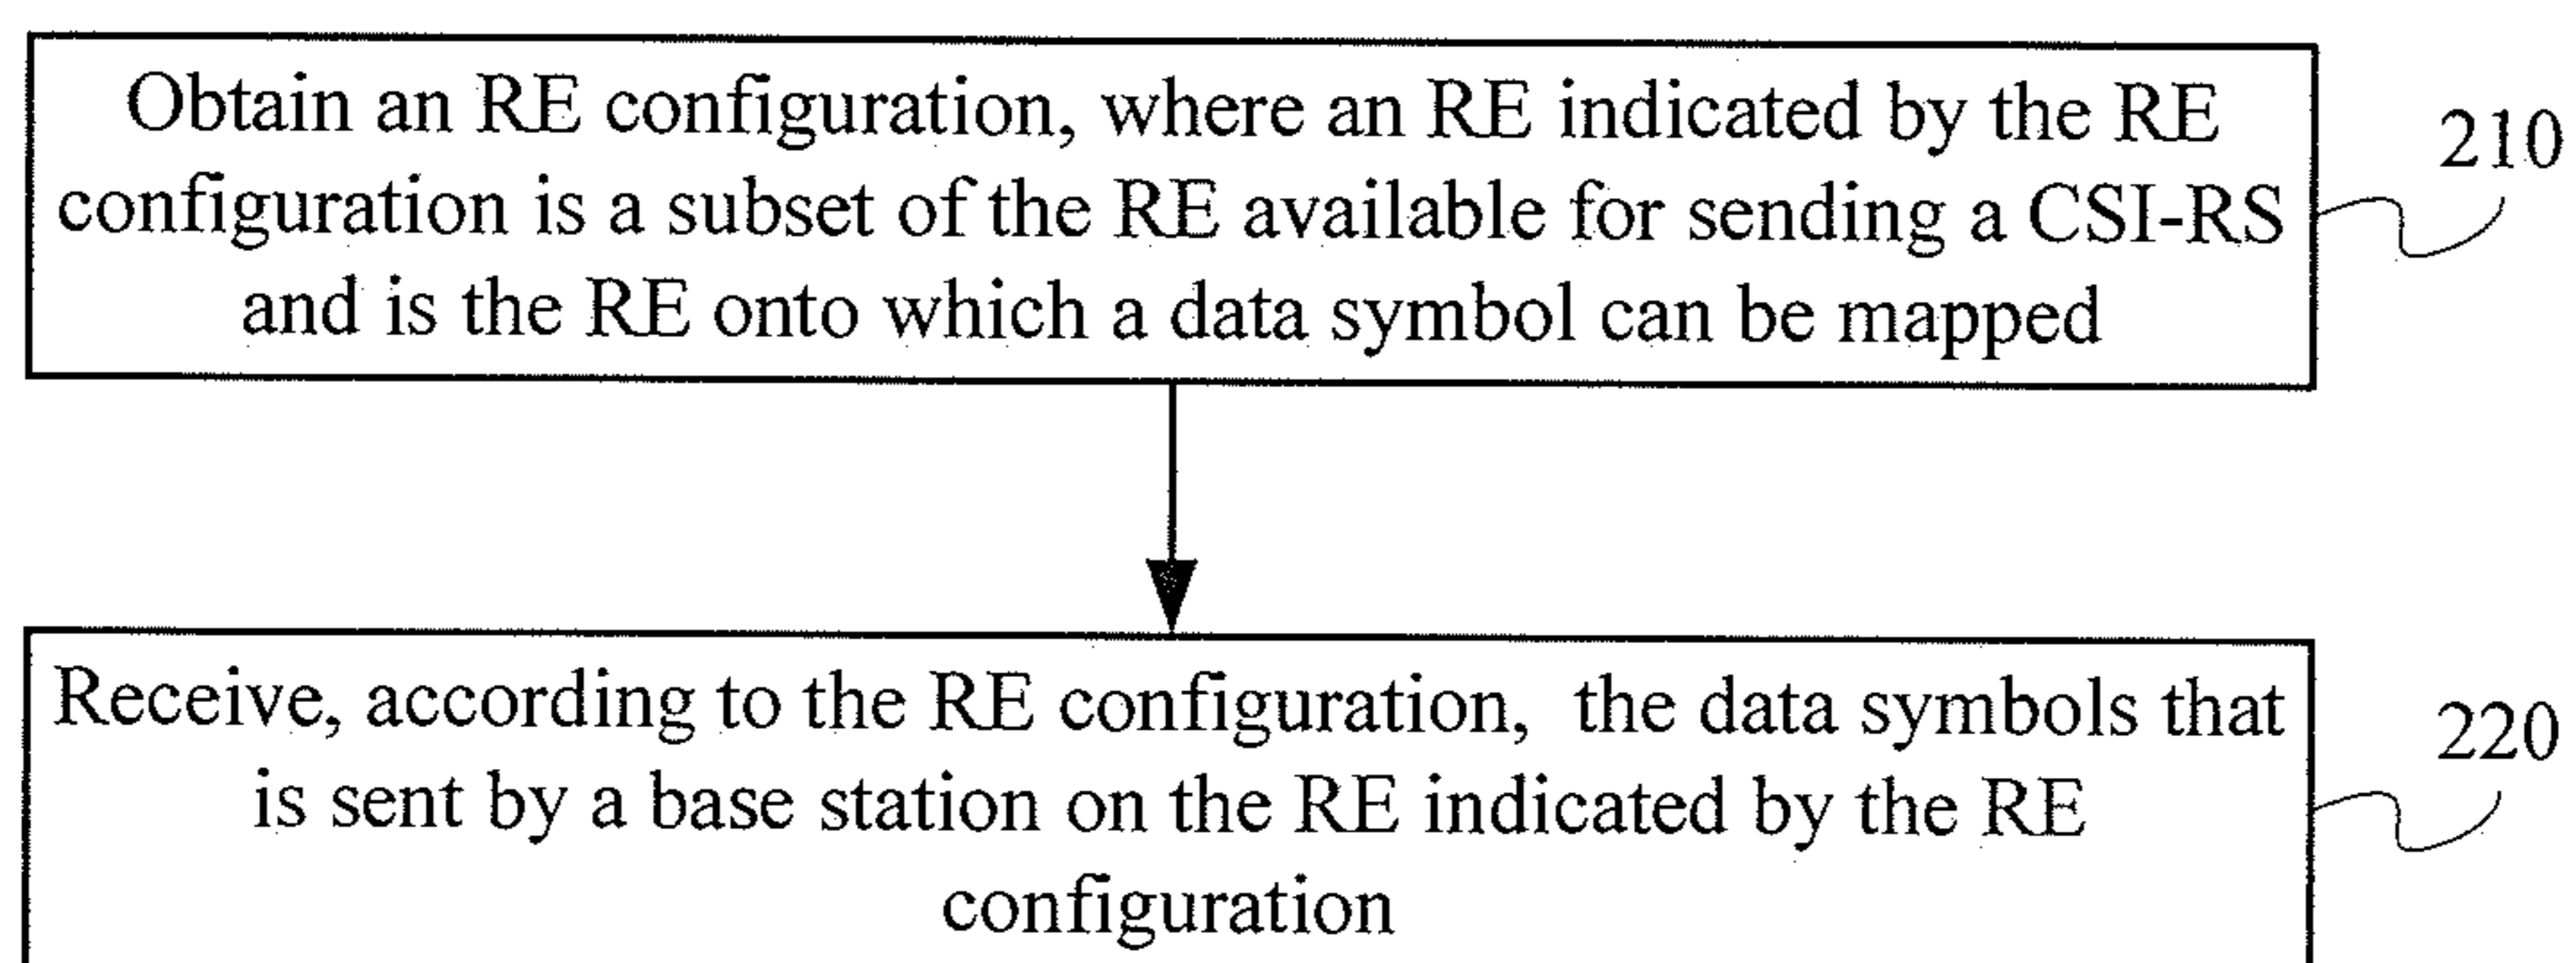 Obtain an RE configuration, where an RE indicated by the RE
configuration is a subset of the RE available for sending a CSI-RS
and is the RE onto which a data symbol can be mapped
210
Receive, according to the RE configuration, the data symbols that
is sent by a base station on the RE indicated by the RE
configuration
220